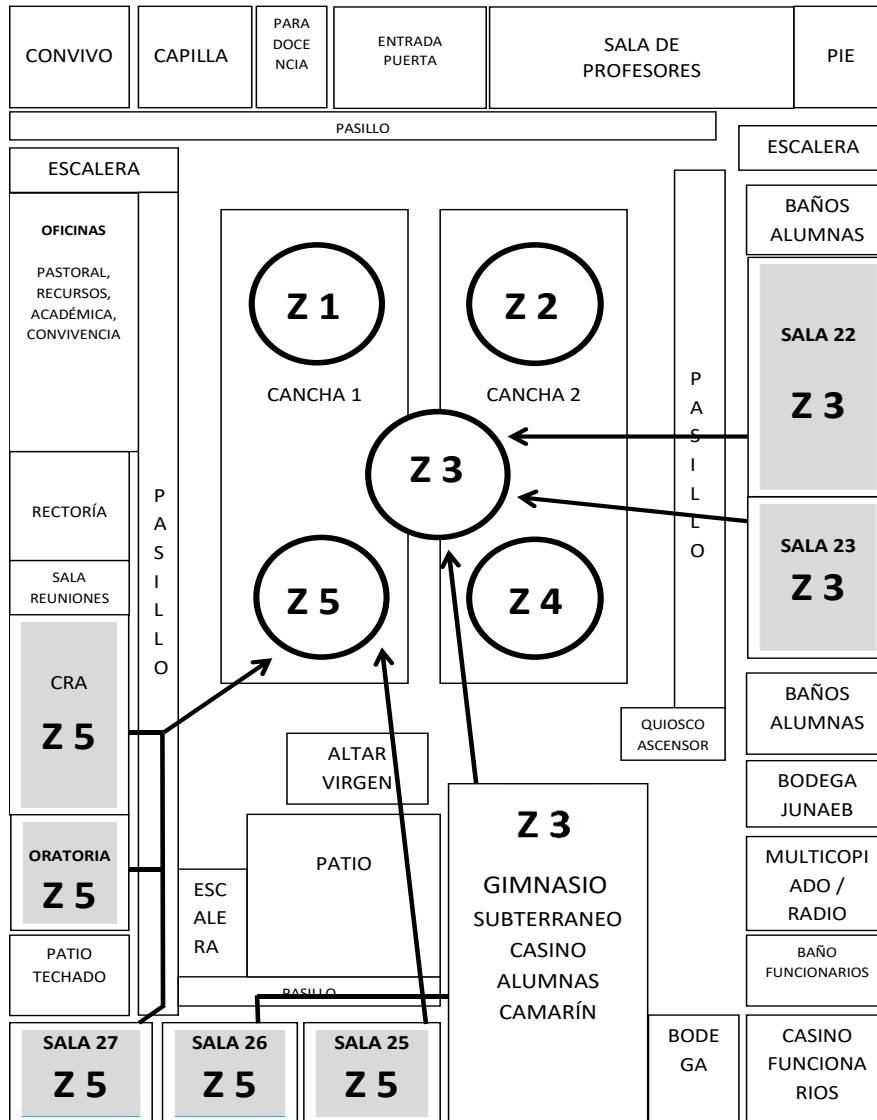 CONVIVO
CAPILLA
PARA
DOCE
NCIA
ENTRADA
PUERTA
SALA DE
PROFESORES
PIE
PASILLO
ESCALERA
ESCALERA
OFICINAS
PASTORAL,
RECURSOS,
ACADÉMICA,
CONVIVENCIA
RECTORÍA
SALA
REUNIONES
CRA
Z 5
ORATORIA
Z 5
PATIO
TECHADO
P
A
S
I
L
L
O
Z 1
CANCHA 1
Z 2
CANCHA 2
Z 3
Z 5
Z 4
P
A
S
I
L
L
O
BAÑOS
ALUMNAS
SALA 22
Z 3
SALA 23
Z 3
BAÑOS
ALUMNAS
QUIOSCO
ASCENSOR
BODEGA
JUNAEB
MULTICOPI
ADO /
RADIO
BAÑO
FUNCIONARIOS
CASINO
FUNCIONA
RIOS
ALTAR
VIRGEN
PATIO
ESC
ALE
RA
PASILLO
Z 3
GIMNASIO
SUBTERRANEO
CASINO
ALUMNAS
CAMARÍN
BODE
GA
SALA 27
Z 5
SALA 26
Z 5
SALA 25
Z 5